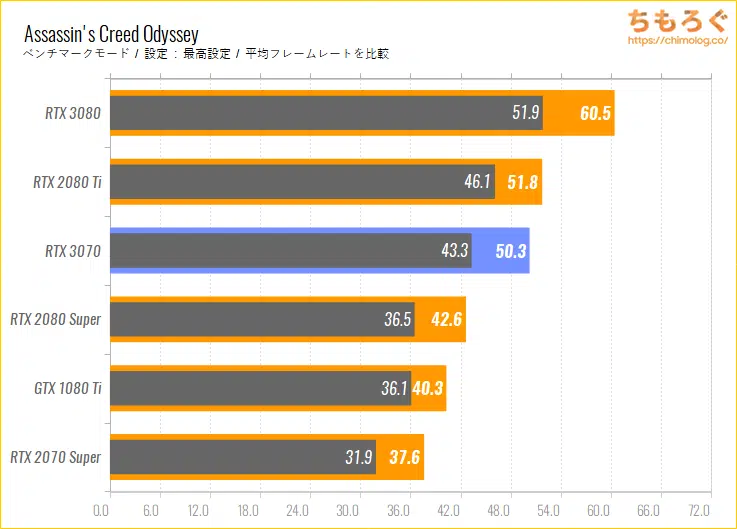 Assassin's Creed Odyssey
ちもろぐ
https://chimolog.co/
ベンチマークモード / 設定 : 最高設定 / 平均フレームレートを比較
RTX 3080 51.9 60.5
RTX 2080 Ti 46.1 51.8
RTX 3070 43.3 50.3
RTX 2080 Super 36.5 42.6
GTX 1080 Ti 36.1 40.3
RTX 2070 Super 31.9 37.6
0.0 6.0 12.0 18.0 24.0 30.0 36.0 42.0 48.0 54.0 60.0 66.0 72.0